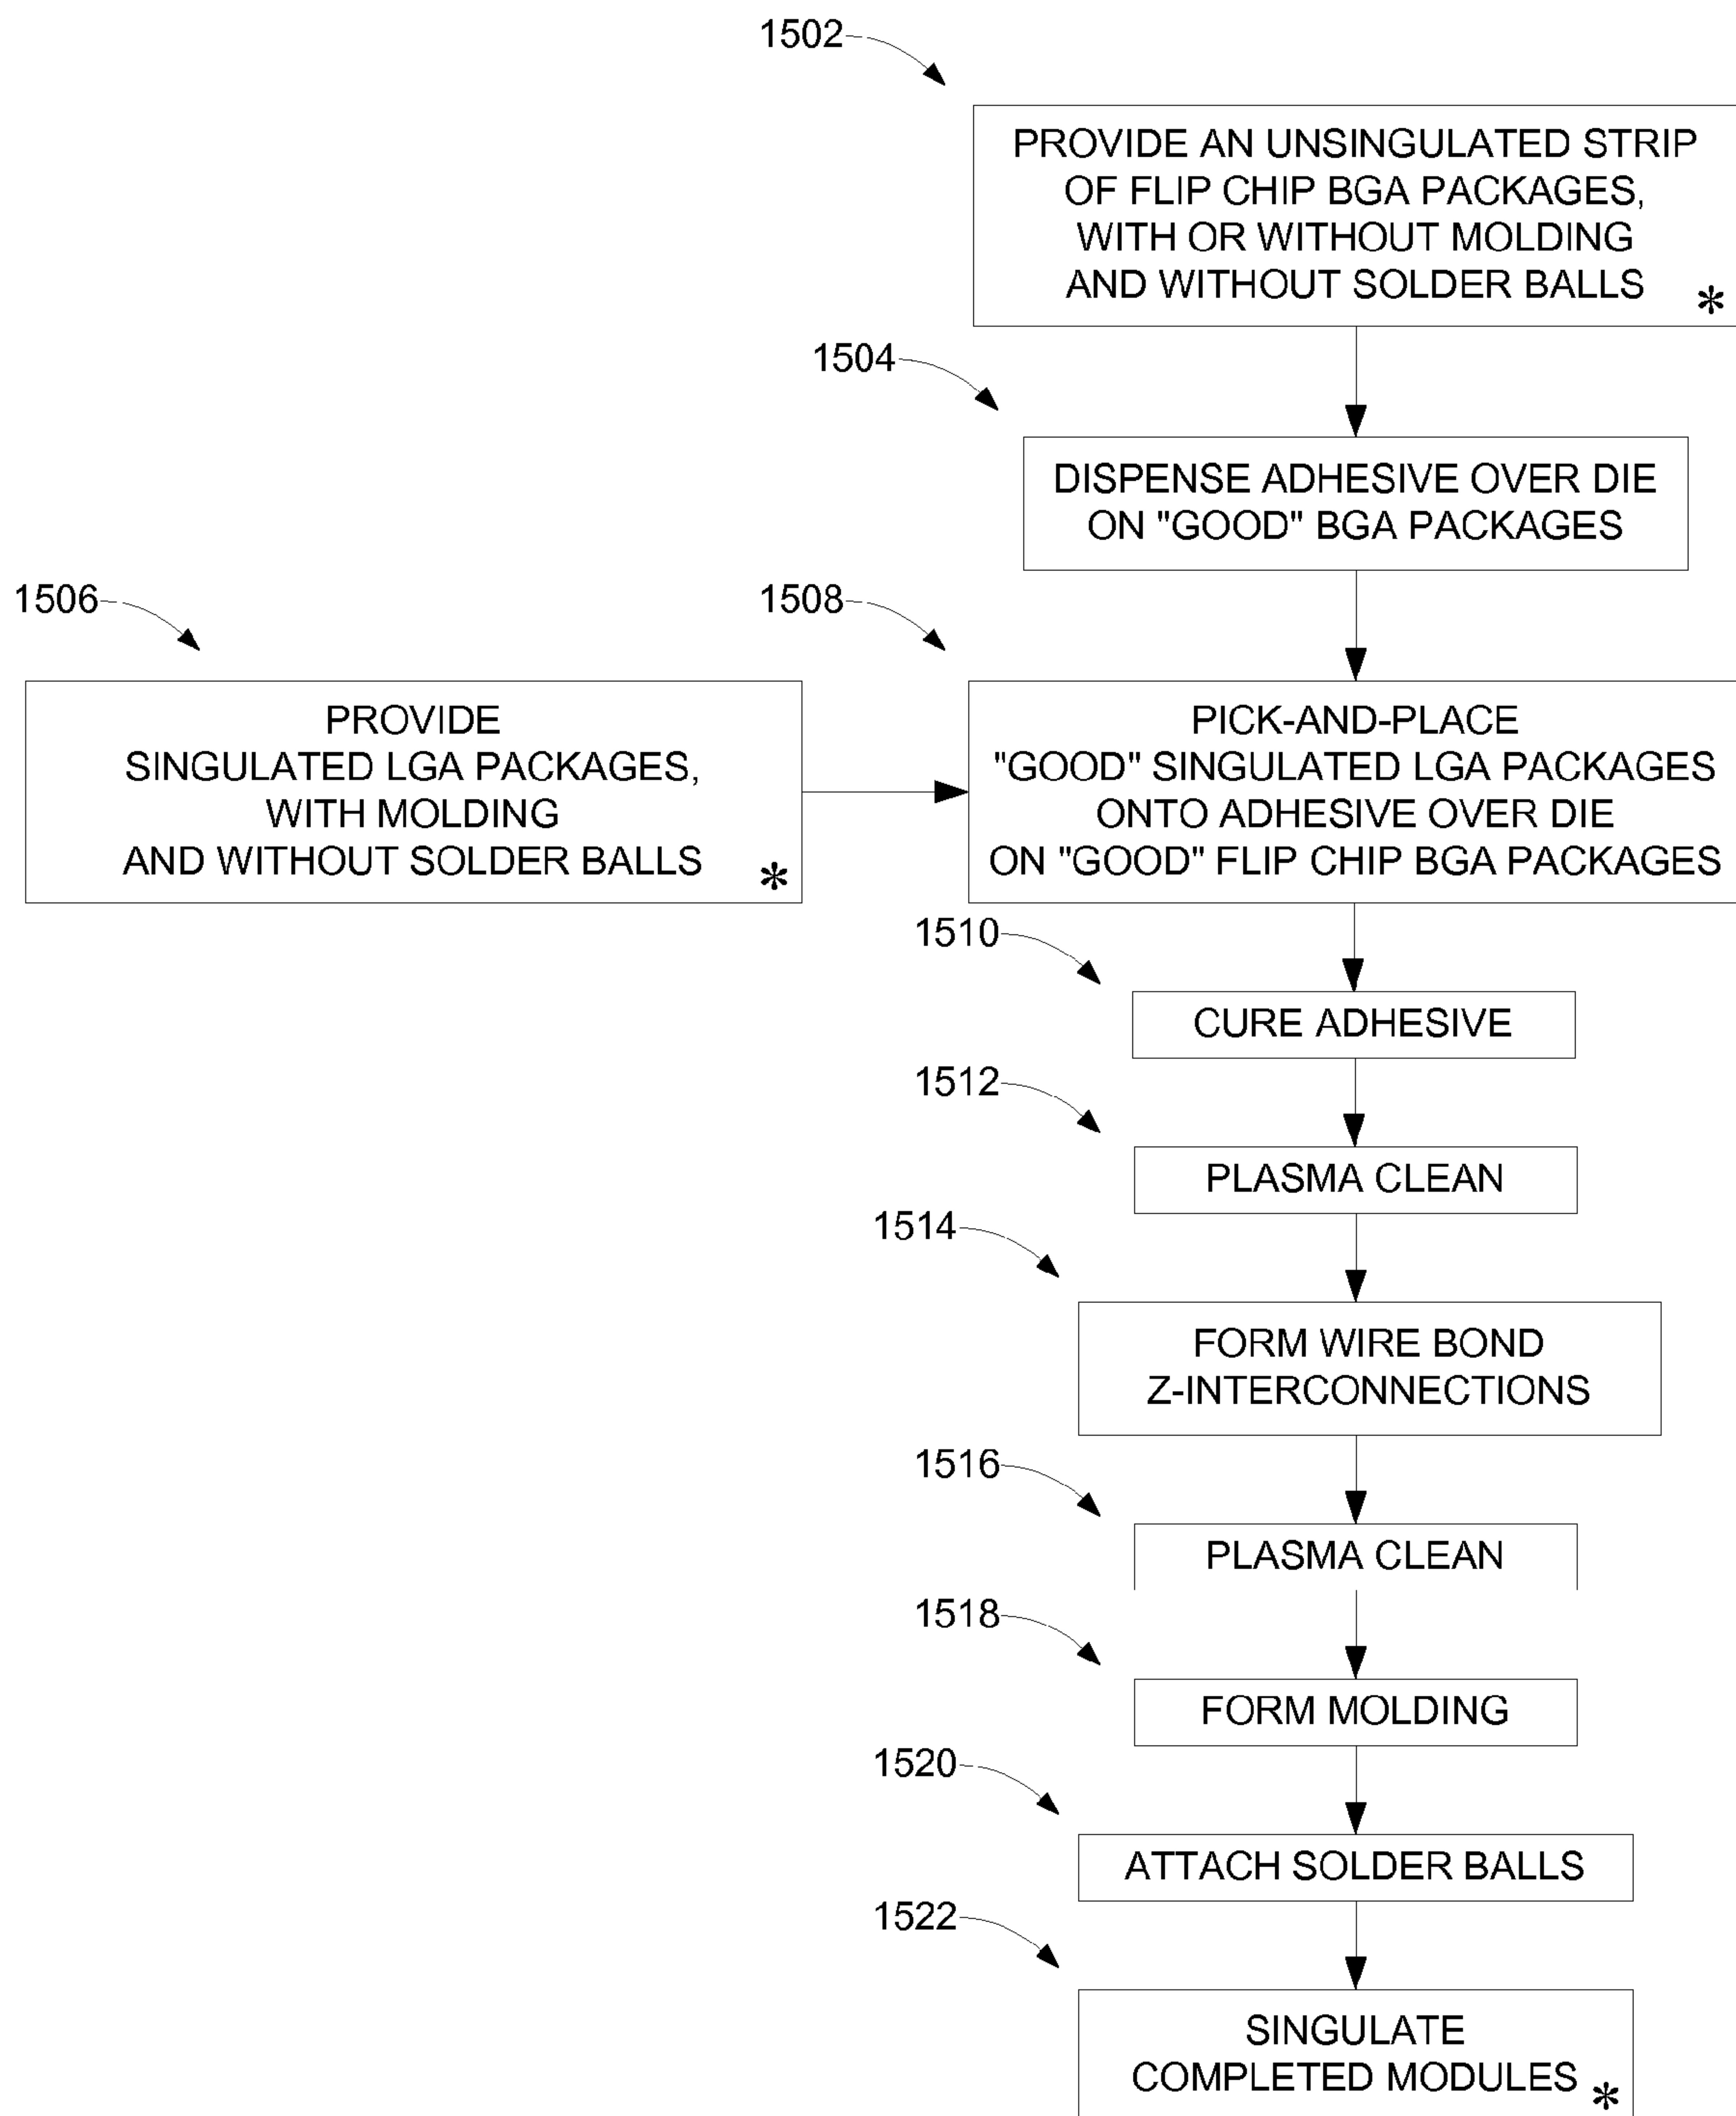 1502
PROVIDE AN UNSINGULATED STRIP
OF FLIP CHIP BGA PACKAGES,
WITH OR WITHOUT MOLDING
AND WITHOUT SOLDER BALLS *
1504
DISPENSE ADHESIVE OVER DIE
ON "GOOD" BGA PACKAGES
1506
PROVIDE
SINGULATED LGA PACKAGES,
WITH MOLDING
AND WITHOUT SOLDER BALLS *
1508
PICK-AND-PLACE
"GOOD" SINGULATED LGA PACKAGES
ONTO ADHESIVE OVER DIE
ON "GOOD" FLIP CHIP BGA PACKAGES
1510
CURE ADHESIVE
1512
PLASMA CLEAN
1514
FORM WIRE BOND
Z-INTERCONNECTIONS
1516
PLASMA CLEAN
1518
FORM MOLDING
1520
ATTACH SOLDER BALLS
1522
SINGULATE
COMPLETED MODULES *